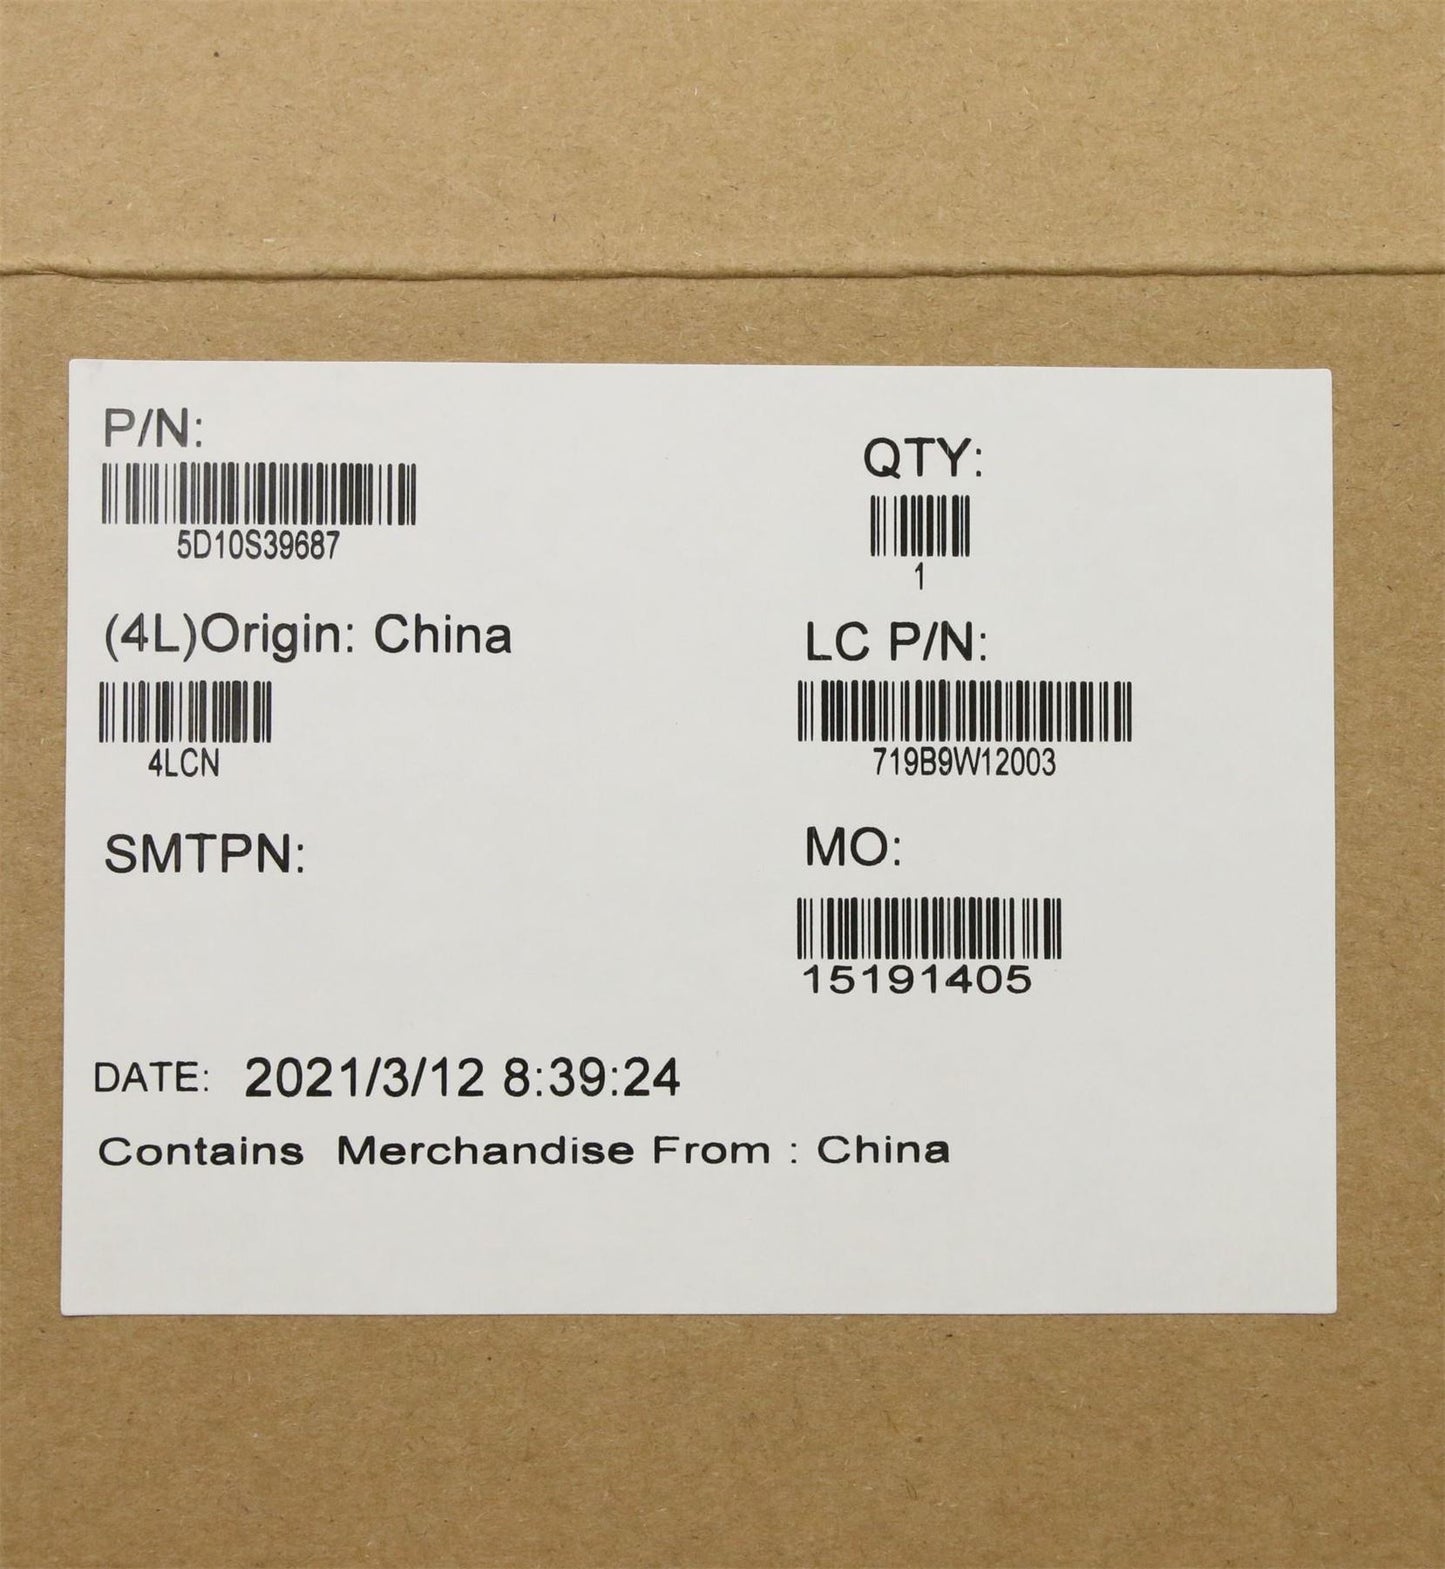 P/N:
5D10S39687
QTY:
1
(4L)Origin: China
4LCN
LC P/N:
719B9W12003
SMTPN:
MO:
15191405
DATE: 2021/3/12 8:39:24
Contains Merchandise From : China